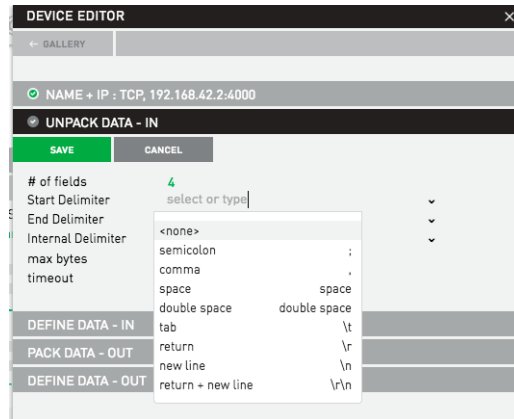 DEVICE EDITOR
← GALLERY
NAME + IP : TCP, 192.168.42.2:4000
UNPACK DATA - IN
SAVE CANCEL
# of fields 4
Start Delimiter select or type
End Delimiter
Internal Delimiter
max bytes
timeout
<none>
semicolon ;
comma ,
space space
double space double space
tab \t
return \r
new line \n
return + new line \r\n
DEFINE DATA - IN
PACK DATA - OUT
DEFINE DATA - OUT